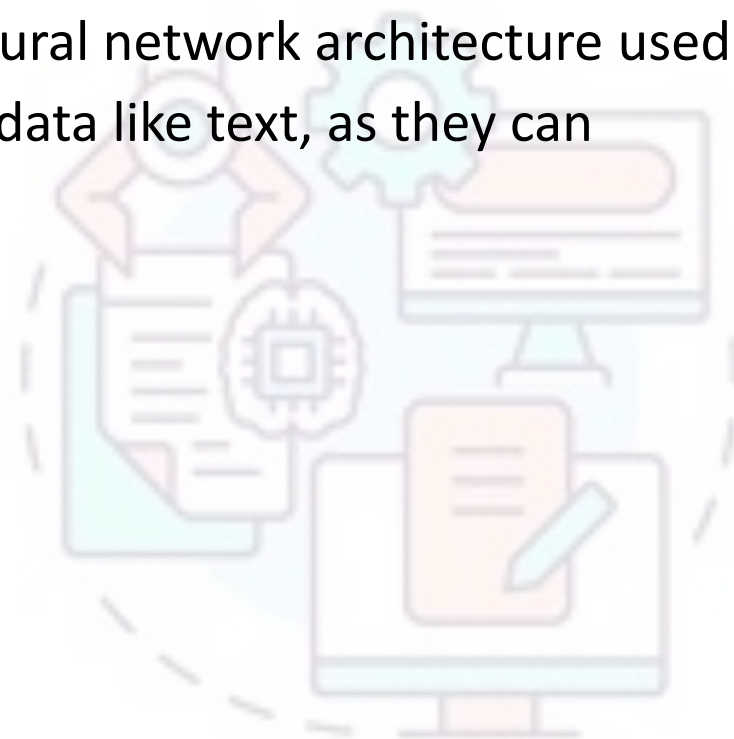 ural network architecture used
data like text, as they can